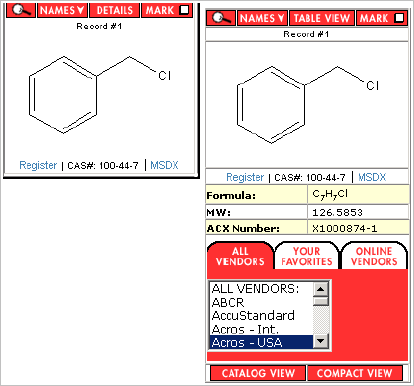 NAMES DETAILS MARK
Record #1
Cl
Register | CAS#: 100-44-7 | MSDX
NAMES TABLE VIEW MARK
Record #1
Cl
Register | CAS#: 100-44-7 | MSDX
Formula: C7H7Cl
MW: 126.5853
ACX Number: X1000874-1
ALL VENDORS
YOUR FAVORITES
ONLINE VENDORS
ALL VENDORS:
ABCR
AccuStandard
Acros - Int.
Acros - USA
CATALOG VIEW COMPACT VIEW